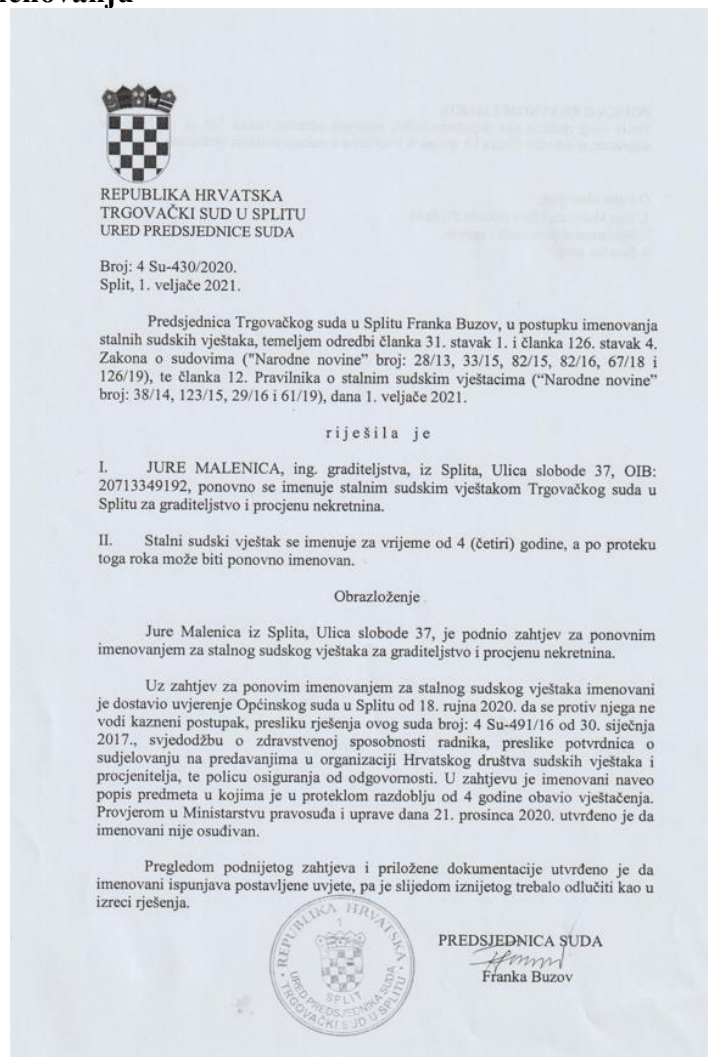 REPUBLIKA HRVATSKA
TRGOVAČKI SUD U SPLITU
URED PREDSJEDNICE SUDA
Broj: 4 Su-430/2020.
Split, 1. veljače 2021.
Predsjednica Trgovačkog suda u Splitu Franka Buzov, u postupku imenovanja
stalnih sudskih vještaka, temeljem odredbi članka 31. stavak 1. i članka 126. stavak 4.
Zakona o sudovima ("Narodne novine" broj: 28/13, 33/15, 82/15, 82/16, 67/18 i
126/19), te članka 12. Pravilnika o stalnim sudskim vještacima ("Narodne novine"
broj: 38/14, 123/15, 29/16 i 61/19), dana 1. veljače 2021.
r i j e š i l a   j e
I. JURE MALENICA, ing. graditeljstva, iz Splita, Ulica slobode 37, OIB:
20713349192, ponovno se imenuje stalnim sudskim vještakom Trgovačkog suda u
Splitu za graditeljstvo i procjenu nekretnina.
II. Stalni sudski vještak se imenuje za vrijeme od 4 (četiri) godine, a po proteku
toga roka može biti ponovno imenovan.
Obrazloženje
Jure Malenica iz Splita, Ulica slobode 37, je podnio zahtjev za ponovnim
imenovanjem za stalnog sudskog vještaka za graditeljstvo i procjenu nekretnina.
Uz zahtjev za ponovim imenovanjem za stalnog sudskog vještaka imenovani
je dostavio uvjerenje Općinskog suda u Splitu od 18. rujna 2020. da se protiv njega ne
vodi kazneni postupak, presliku rješenja ovog suda broj: 4 Su-491/16 od 30. siječnja
2017., svjedodžbu o zdravstvenoj sposobnosti radnika, preslike potvrdnica o
sudjelovanju na predavanjima u organizaciji Hrvatskog društva sudskih vještaka i
procjenitelja, te policu osiguranja od odgovornosti. U zahtjevu je imenovani naveo
popis predmeta u kojima je u proteklom razdoblju od 4 godine obavio vještačenja.
Provjerom u Ministarstvu pravosuđa i uprave dana 21. prosinca 2020. utvrđeno je da
imenovani nije osuđivan.
Pregledom podnijetog zahtjeva i priložene dokumentacije utvrđeno je da
imenovani ispunjava postavljene uvjete, pa je slijedom iznijetog trebalo odlučiti kao u
izreci rješenja.
PREDSJEDNICA SUDA
Franka Buzov
REPUBLIKA HRVATSKA
1
URED PREDSJEDNIKA SUDA
SPLIT
TRGOVAČKI SUD U SPLITU